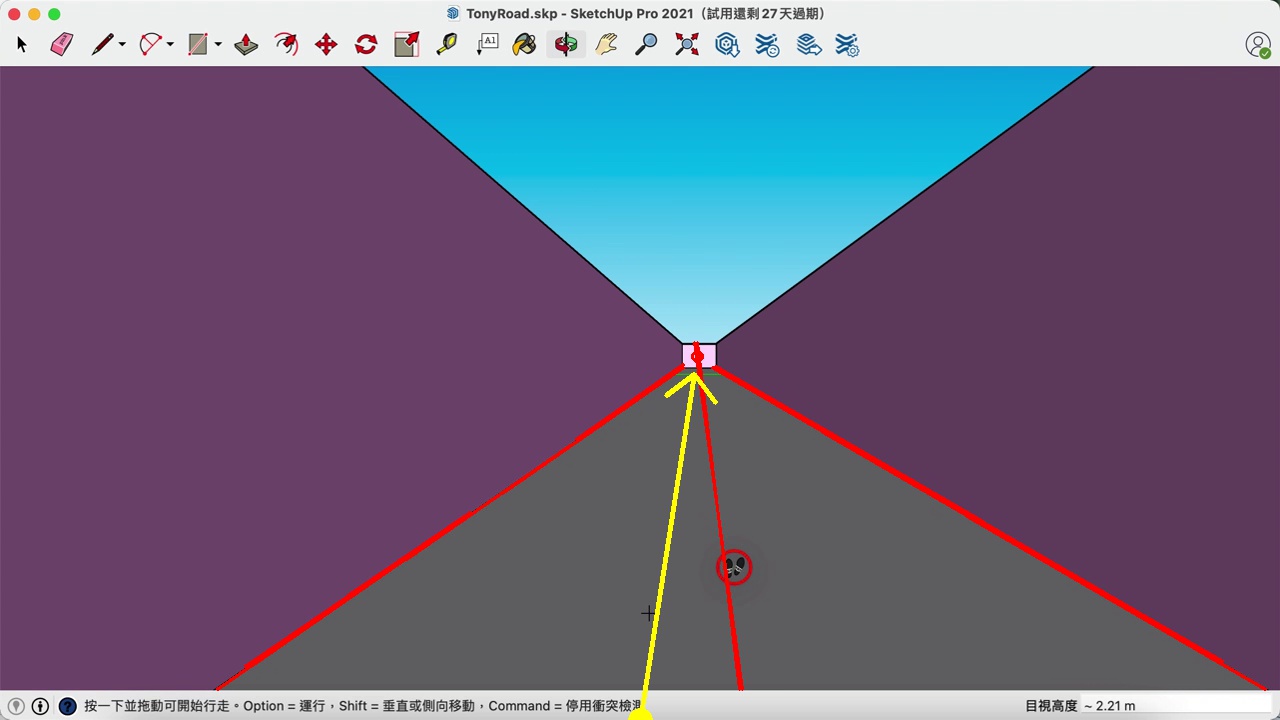 TonyRoad.skp - SketchUp Pro 2021（試用還剩 27 天過期）
A1
按一下並拖動可開始行走。Option = 運行，Shift = 垂直或側向移動，Command = 停用衝突檢測
目視高度 ~ 2.21 m